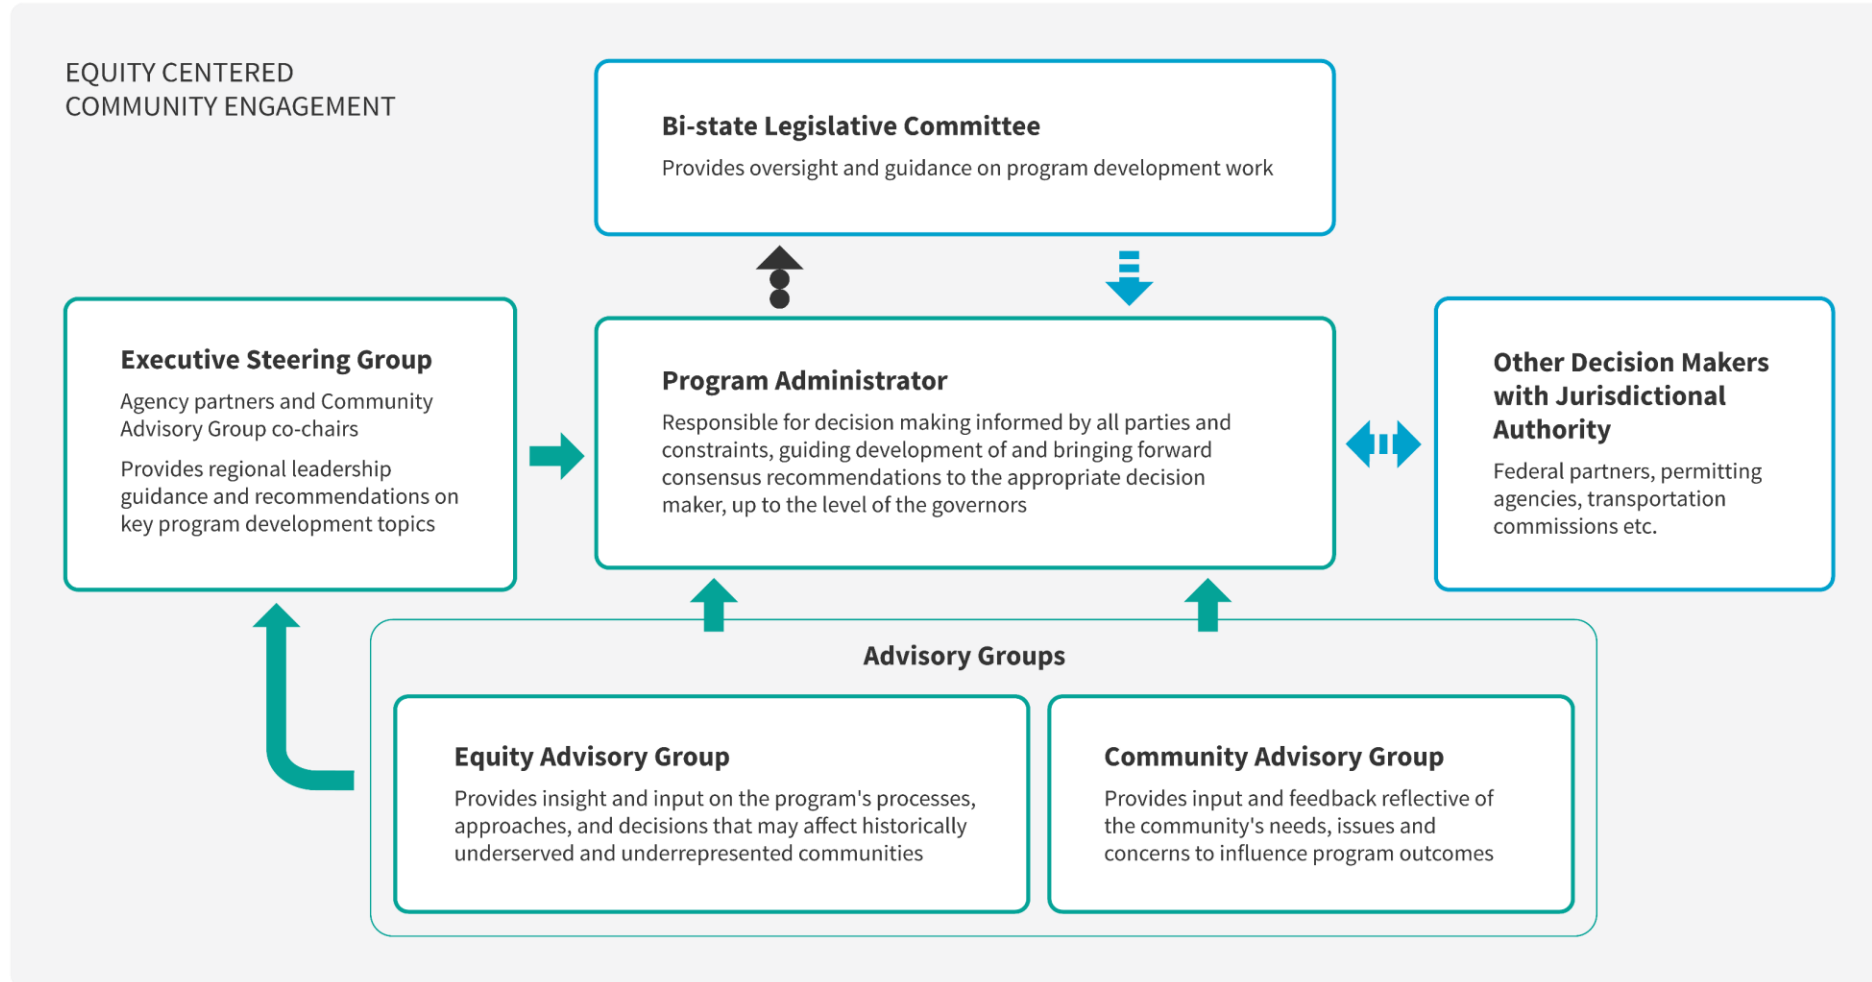 EQUITY CENTERED
COMMUNITY ENGAGEMENT
Bi-state Legislative Committee
Provides oversight and guidance on program development work
Executive Steering Group
Agency partners and Community
Advisory Group co-chairs
Provides regional leadership
guidance and recommendations on
key program development topics
Program Administrator
Responsible for decision making informed by all parties and
constraints, guiding development of and bringing forward
consensus recommendations to the appropriate decision
maker, up to the level of the governors
Other Decision Makers
with Jurisdictional
Authority
Federal partners, permitting
agencies, transportation
commissions etc.
Advisory Groups
Equity Advisory Group
Provides insight and input on the program's processes,
approaches, and decisions that may affect historically
underserved and underrepresented communities
Community Advisory Group
Provides input and feedback reflective of
the community's needs, issues and
concerns to influence program outcomes